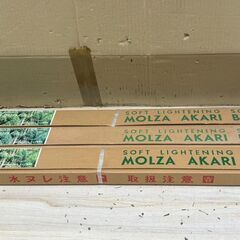 SOFT LIGHTENING S
MOLZA AKARI B
SOFT LIGHTENING
MOLZA AKARI
SOFT LIGHTENING
MOLZA AKARI
水ヌレ注意 取扱注意